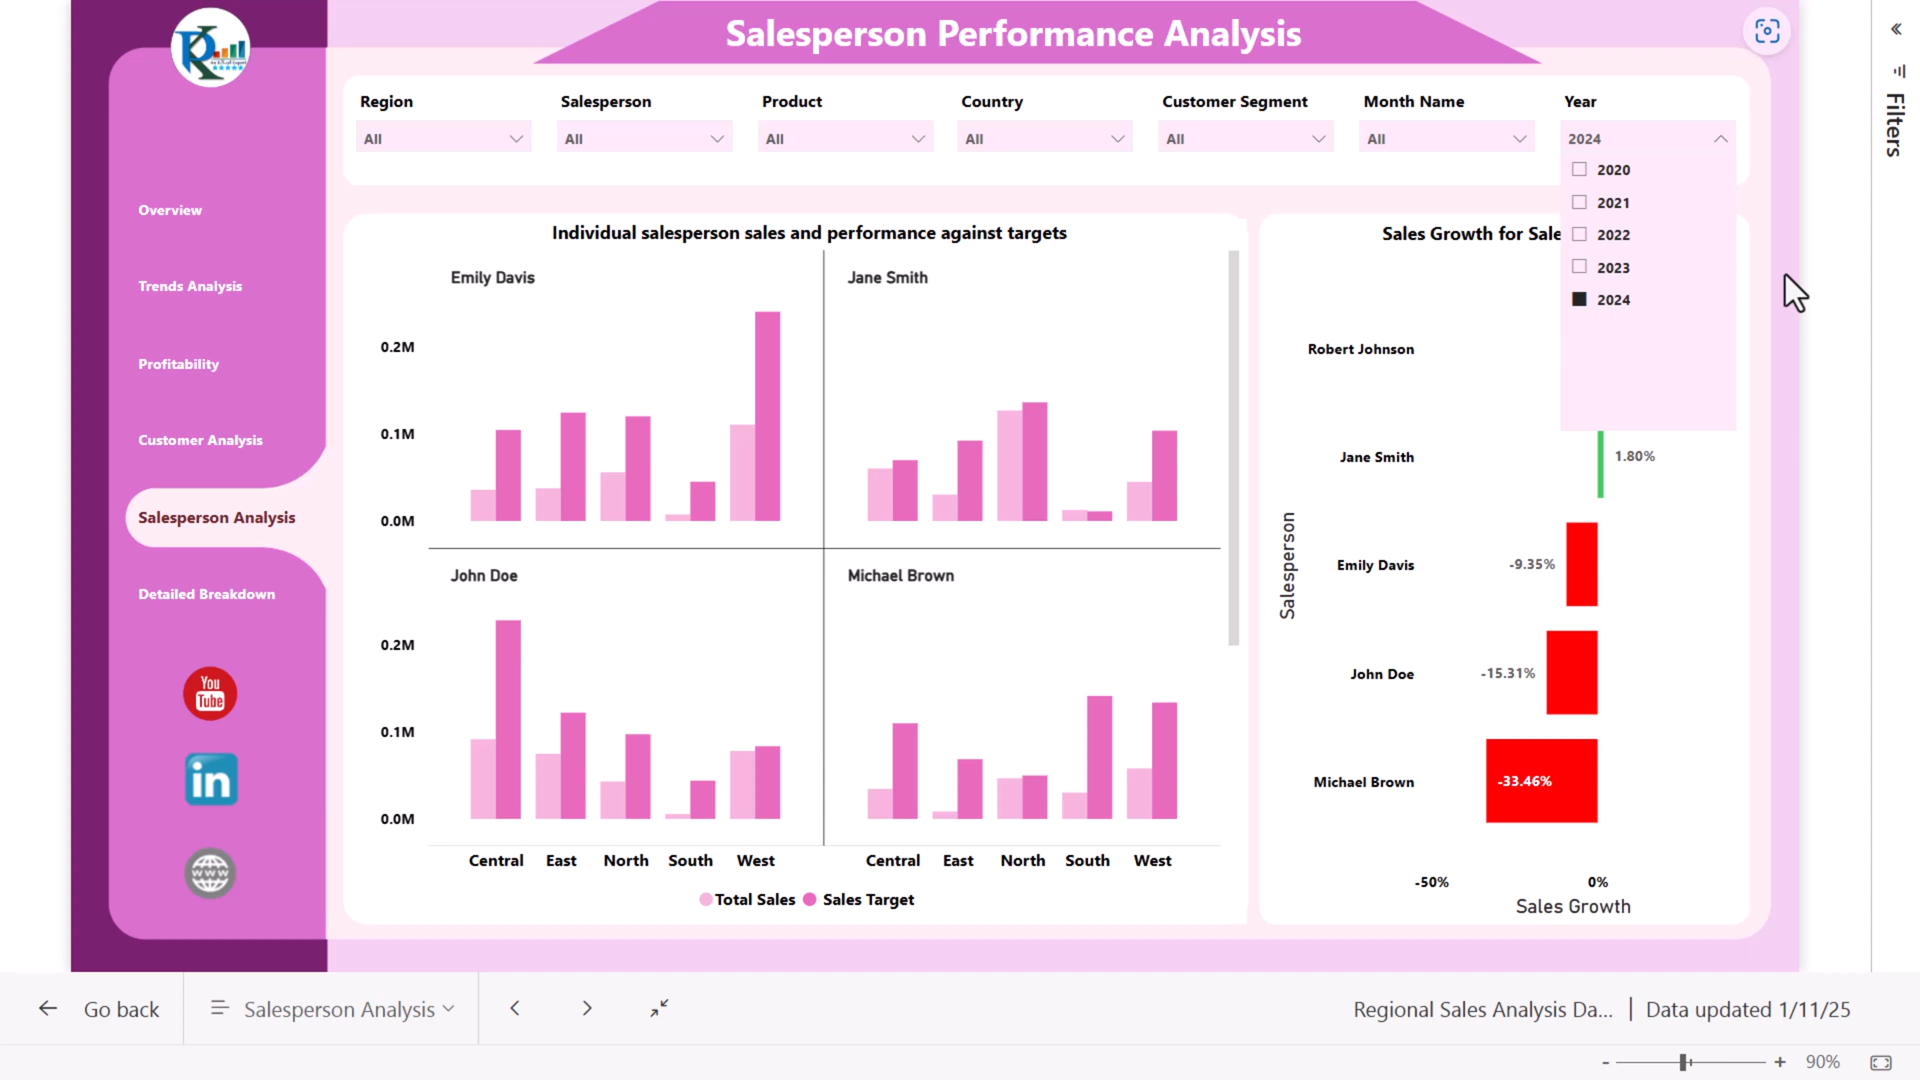 Salesperson Performance Analysis
Region
Salesperson
Product
Country
Customer Segment
Month Name
Year
All
All
All
All
All
All
2024
2020
2021
2022
2023
2024
Filters
Overview
Trends Analysis
Profitability
Customer Analysis
Salesperson Analysis
Detailed Breakdown
You
Tube
in
www
Individual salesperson sales and performance against targets
Emily Davis
Jane Smith
0.2M
0.1M
0.0M
John Doe
Michael Brown
0.2M
0.1M
0.0M
Central East North South West
Central East North South West
Total Sales Sales Target
Sales Growth for Sale
Salesperson
Robert Johnson
Jane Smith
1.80%
Emily Davis
-9.35%
John Doe
-15.31%
Michael Brown
-33.46%
-50% 0%
Sales Growth
Go back
Salesperson Analysis
Regional Sales Analysis Da... | Data updated 1/11/25
- + 90%